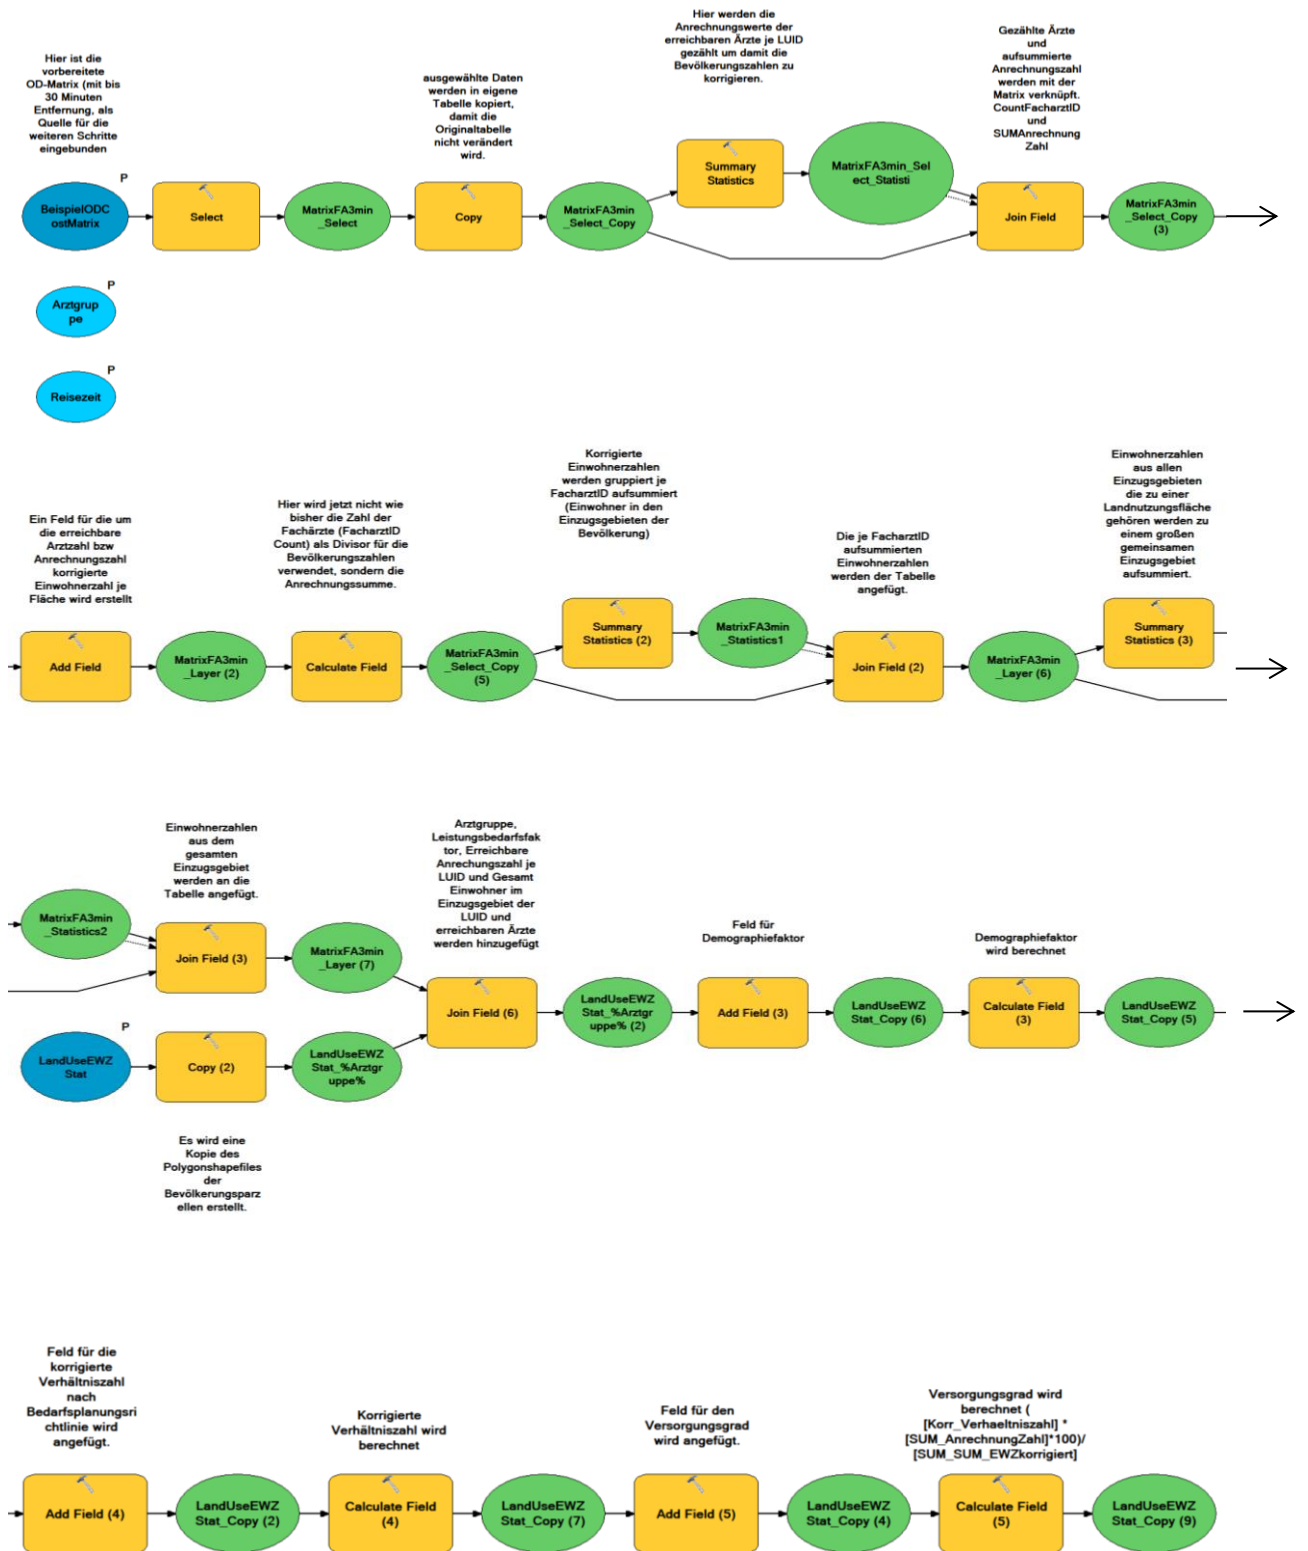 Hier ist die
vorbereitete
OD-Matrix (mit bis
30 Minuten
Entfernung, als
Quelle für die
weiteren Schritte
eingebunden
ausgewählte Daten
werden in eigene
Tabelle kopiert,
damit die
Originaltabelle
nicht verändert
wird.
Hier werden die
Anrechnungswerte der
erreichbaren Ärzte je LUID
gezählt um damit die
Bevölkerungszahlen zu
korrigieren.
Gezählte Ärzte
und
aufsummierte
Anrechnungszahl
werden mit der
Matrix verknüpft.
CountFacharztID
und
SUMAnrechnung
Zahl
P
BeispielODC
ostMatrix
Select
MatrixFA3min
_Select
Copy
MatrixFA3min
_Select_Copy
Summary
Statistics
MatrixFA3min_Sel
ect_Statisti
Join Field
MatrixFA3min
_Select_Copy
(3)
P
Arztgrup
pe
P
Reisezeit
Ein Feld für die um
die erreichbare
Arztzahl bzw
Anrechnungszahl
korrigierte
Einwohnerzahl je
Fläche wird erstellt
Hier wird jetzt nicht wie
bisher die Zahl der
Fachärzte (FacharztID
Count) als Divisor für die
Bevölkerungszahlen
verwendet, sondern die
Anrechnungssumme.
Korrigierte
Einwohnerzahlen
werden gruppiert je
FacharztID aufsummiert
(Einwohner in den
Einzugsgebieten der
Bevölkerung)
Die je FacharztID
aufsummierten
Einwohnerzahlen
werden der Tabelle
angefügt.
Einwohnerzahlen
aus allen
Einzugsgebieten
die zu einer
Landnutzungsfläche
gehören werden zu
einem großen
gemeinsamen
Einzugsgebiet
aufsummiert.
Add Field
MatrixFA3min
_Layer (2)
Calculate Field
MatrixFA3min
_Select_Copy
(5)
Summary
Statistics (2)
MatrixFA3min
_Statistics1
Join Field (2)
MatrixFA3min
_Layer (6)
Summary
Statistics (3)
Einwohnerzahlen
aus dem
gesamten
Einzugsgebiet
werden an die
Tabelle angefügt.
Arztgruppe,
Leistungsbedarfsfak
tor, Erreichbare
Anrechungszahl je
LUID und Gesamt
Einwohner im
Einzugsgebiet der
LUID und
erreichbaren Ärzte
werden hinzugefügt
Feld für
Demographiefaktor
Demographiefaktor
wird berechnet
MatrixFA3min
_Statistics2
Join Field (3)
MatrixFA3min
_Layer (7)
Join Field (6)
LandUseEWZ
Stat_%Arztgr
uppe% (2)
Add Field (3)
LandUseEWZ
Stat_Copy (6)
Calculate Field
(3)
LandUseEWZ
Stat_Copy (5)
P
LandUseEWZ
Stat
Copy (2)
LandUseEWZ
Stat_%Arztgr
uppe%
Es wird eine
Kopie des
Polygonshapefiles
der
Bevölkerungsparz
ellen erstellt.
Feld für die
korrigierte
Verhältniszahl
nach
Bedarfsplanungsri
chtlinie wird
angefügt.
Korrigierte
Verhältniszahl wird
berechnet
Feld für den
Versorgungsgrad
wird angefügt.
Versorgungsgrad wird
berechnet (
[Korr_Verhaeltniszahl] *
[SUM_AnrechnungZahl]*100)/
[SUM_SUM_EWZkorrigiert]
Add Field (4)
LandUseEWZ
Stat_Copy (2)
Calculate Field
(4)
LandUseEWZ
Stat_Copy (7)
Add Field (5)
LandUseEWZ
Stat_Copy (4)
Calculate Field
(5)
LandUseEWZ
Stat_Copy (9)